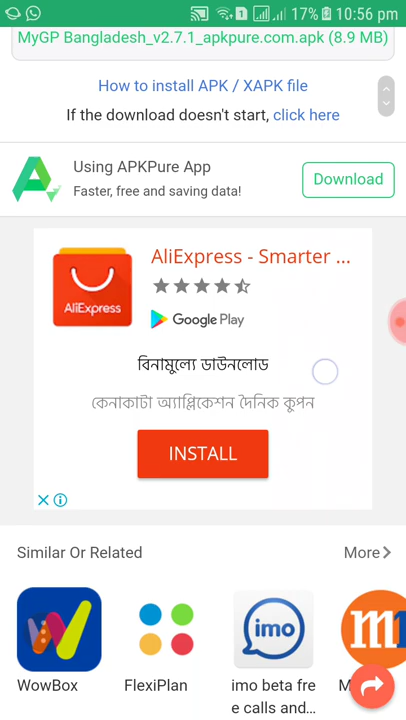 17% 10:56 pm
MyGP Bangladesh_v2.7.1_apkpure.com.apk (8.9 MB)
How to install APK / XAPK file
If the download doesn't start, click here
Using APKPure App
Faster, free and saving data!
Download
AliExpress - Smarter ...
AliExpress
Google Play
বিনামুল্যে ডাউনলোড
কেনাকাটা অ্যাপ্লিকেশন দৈনিক কুপন
INSTALL
Similar Or Related
More
imo
WowBox
FlexiPlan
imo beta fre
e calls and...